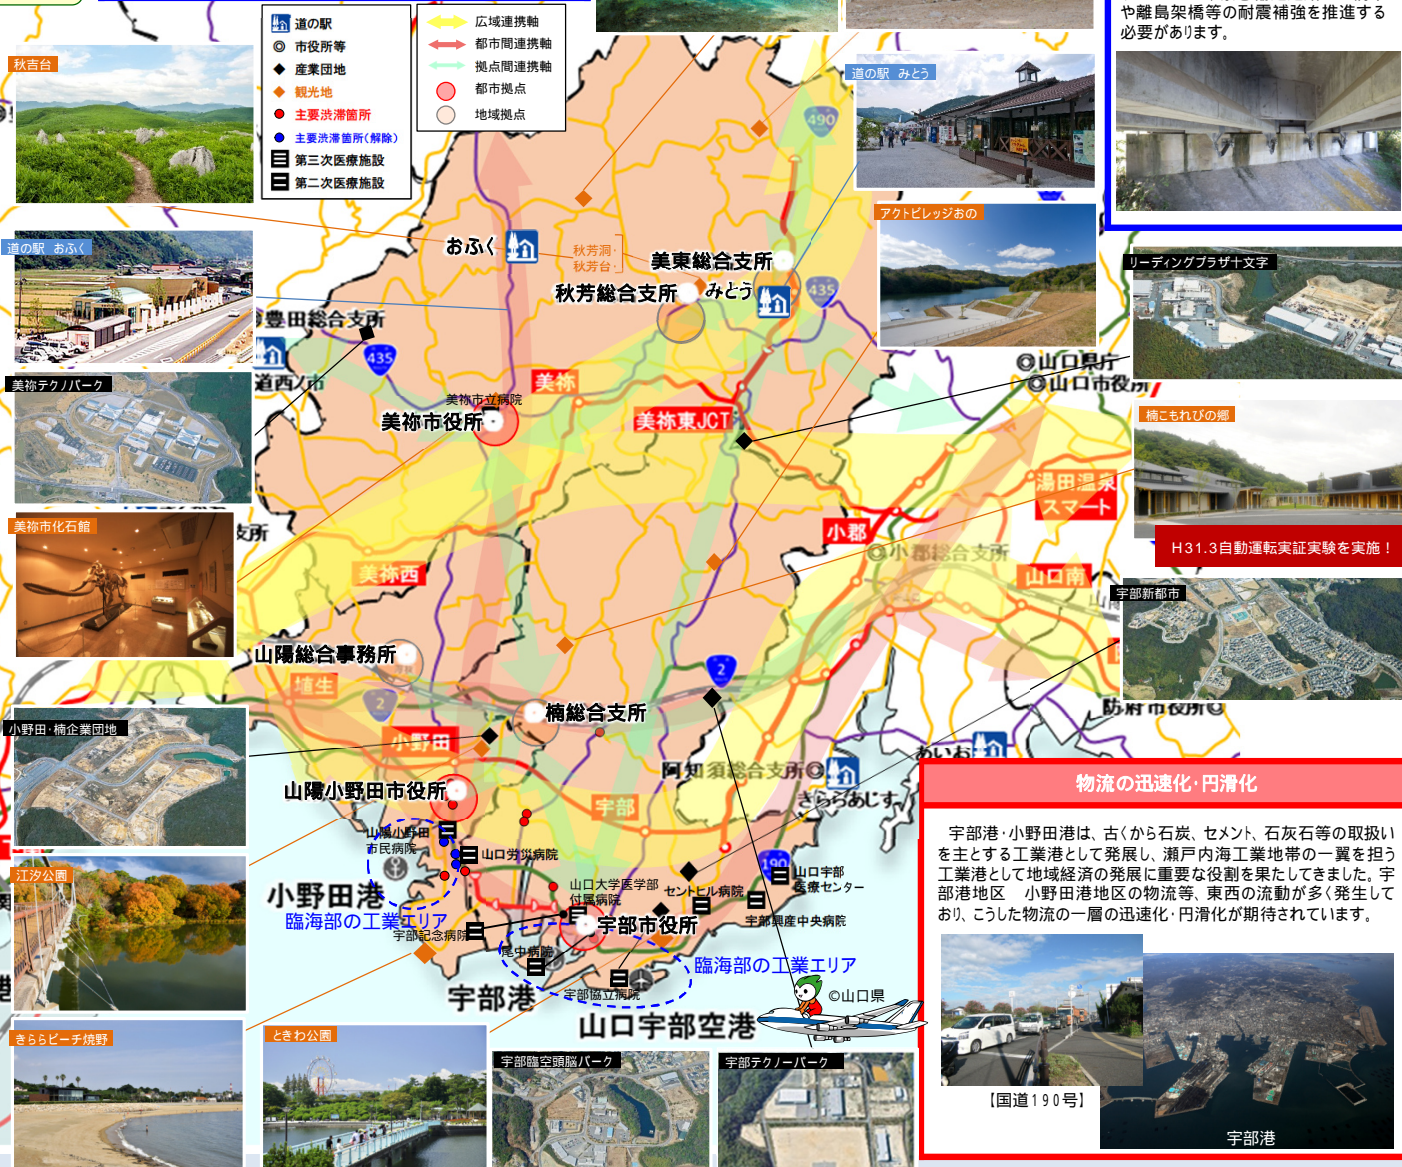 や離島架橋等の耐震補強を推進する
必要があります。
道の駅
市役所等
産業団地
観光地
主要渋滞箇所
主要渋滞箇所(解除)
第三次医療施設
第二次医療施設
広域連携軸
都市間連携軸
拠点間連携軸
都市拠点
地域拠点
秋吉台
道の駅 みとう
490
アクトビレッジおの
道の駅 おふく
おふく
秋芳洞・
秋芳台・
美東総合支所
秋芳総合支所
みとう
435
リーディングプラザ十文字
豊田総合支所
435
道西ノ市
◎山口県庁
◎山口市役所
美祢テクノパーク
美祢
美祢市立病院
美祢市役所
美祢東JCT
楠こもれびの郷
湯田温泉
スマート
美祢市化石館
支所
小郡
◎小郡総合支所
H31.3自動運転実証実験を実施！
美祢西
山口南
宇部新都市
山陽総合事務所
埴生
2
2
防府市役所◎
楠総合支所
小野田・楠企業団地
小野田
あいお
阿知須総合支所◎
きららあじす
物流の迅速化・円滑化
山陽小野田市役所
宇部
宇部港・小野田港は、古くから石炭、セメント、石灰石等の取扱い
を主とする工業港として発展し、瀬戸内海工業地帯の一翼を担う
工業港として地域経済の発展に重要な役割を果たしてきました。宇
部港地区 小野田港地区の物流等、東西の流動が多く発生して
おり、こうした物流の一層の迅速化・円滑化が期待されています。
山陽小野田
市民病院
山口労災病院
190
山口宇部
医療センター
江汐公園
小野田港
山口大学医学部
付属病院
セントヒル病院
臨海部の工業エリア
宇部記念病院
宇部市役所
宇部興産中央病院
尾中病院
臨海部の工業エリア
宇部港
宇部協立病院
©山口県
山口宇部空港
きららビーチ焼野
ときわ公園
宇部臨空頭脳パーク
宇部テクノーパーク
【国道190号】
宇部港